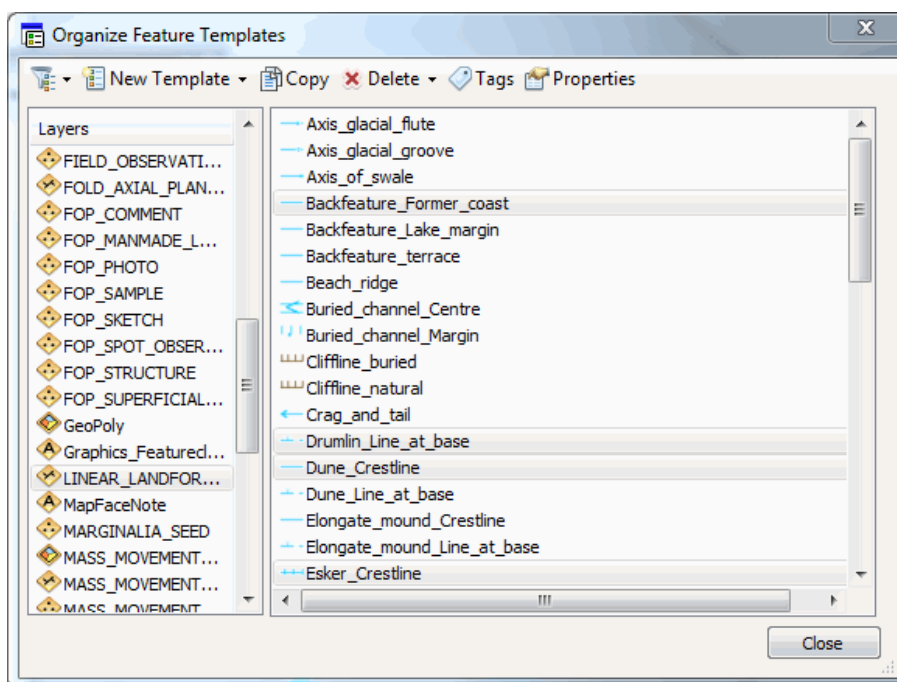 Organize Feature Templates
New Template Copy Delete Tags Properties
Layers
FIELD_OBSERVATI...
FOLD_AXIAL_PLAN...
FOP_COMMENT
FOP_MANMADE_L...
FOP_PHOTO
FOP_SAMPLE
FOP_SKETCH
FOP_SPOT_OBSER...
FOP_STRUCTURE
FOP_SUPERFICIAL...
GeoPoly
Graphics_Featurecl...
LINEAR_LANDFOR...
MapFaceNote
MARGINALIA_SEED
MASS_MOVEMENT...
MASS_MOVEMENT...
MASS_MOVEMENT
Axis_glacial_flute
Axis_glacial_groove
Axis_of_swale
Backfeature_Former_coast
Backfeature_Lake_margin
Backfeature_terrace
Beach_ridge
Buried_channel_Centre
Buried_channel_Margin
Cliffline_buried
Cliffline_natural
Crag_and_tail
Drumlin_Line_at_base
Dune_Crestline
Dune_Line_at_base
Elongate_mound_Crestline
Elongate_mound_Line_at_base
Esker_Crestline
Close